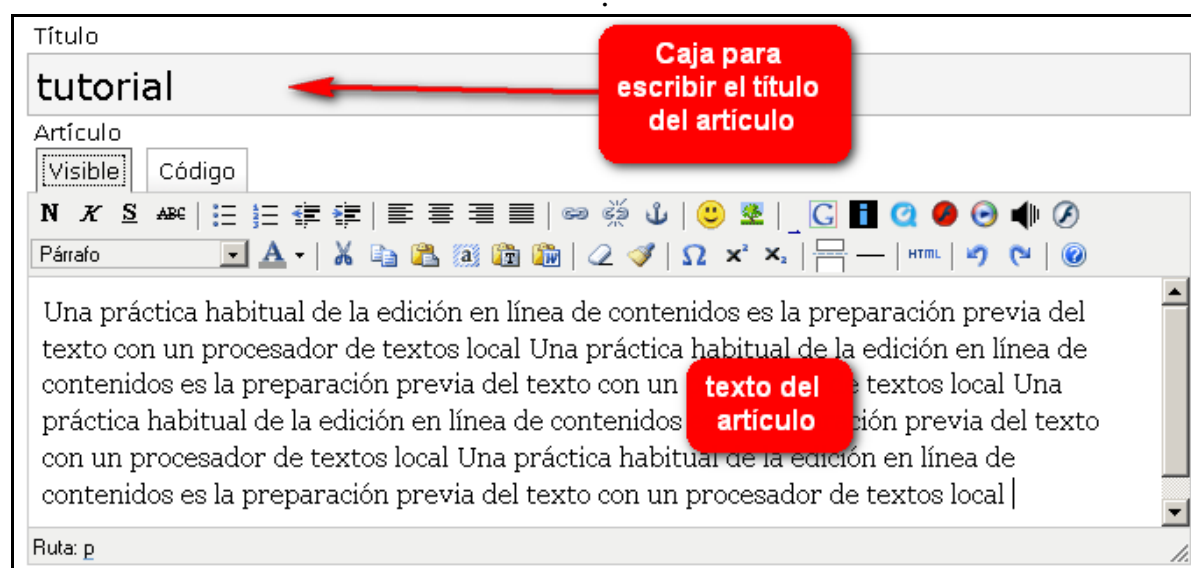 .
Título
tutorial
Caja para
escribir el título
del artículo
Artículo
Visible Código
N K S ABC G i
Párrafo A a W Ω x² x₂ HTML
Una práctica habitual de la edición en línea de contenidos es la preparación previa del
texto con un procesador de textos local Una práctica habitual de la edición en línea de
contenidos es la preparación previa del texto con un de textos local Una
práctica habitual de la edición en línea de contenidos ción previa del texto
con un procesador de textos local Una práctica habitual de la edición en línea de
contenidos es la preparación previa del texto con un procesador de textos local
texto del
artículo
Ruta: p